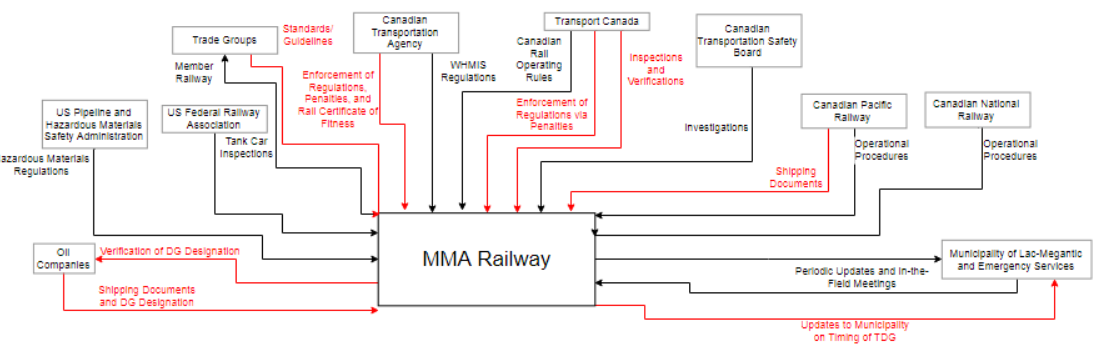 Trade Groups
Standards/
Guidelines
Canadian
Transportation
Agency
Transport Canada
Canadian
Transportation Safety
Board
Member
Railway
Enforcement of
Regulations,
Penalties, and
Rail Certificate of
Fitness
WHMIS
Regulations
Canadian
Rail
Operating
Rules
Inspections
and
Verifications
Enforcement of
Regulations via
Penalties
Investigations
US Pipeline and
Hazardous Materials
Safety Administration
US Federal Railway
Association
Canadian Pacific
Railway
Canadian National
Railway
azardous Materials
Regulations
Tank Car
Inspections
Operational
Procedures
Operational
Procedures
Shipping
Documents
MMA Railway
Oil
Companies
Verification of DG Designation
Shipping Documents
and DG Designation
Municipality of Lac-Megantic
and Emergency Services
Periodic Updates and In-the-
Field Meetings
Updates to Municipality
on Timing of TDG